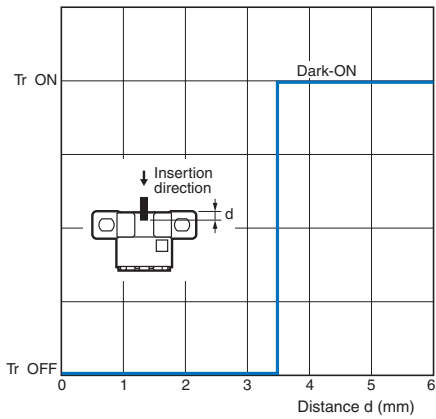 Tr ON
Dark-ON
Insertion
direction
d
Tr OFF
0 1 2 3 4 5 6
Distance d (mm)